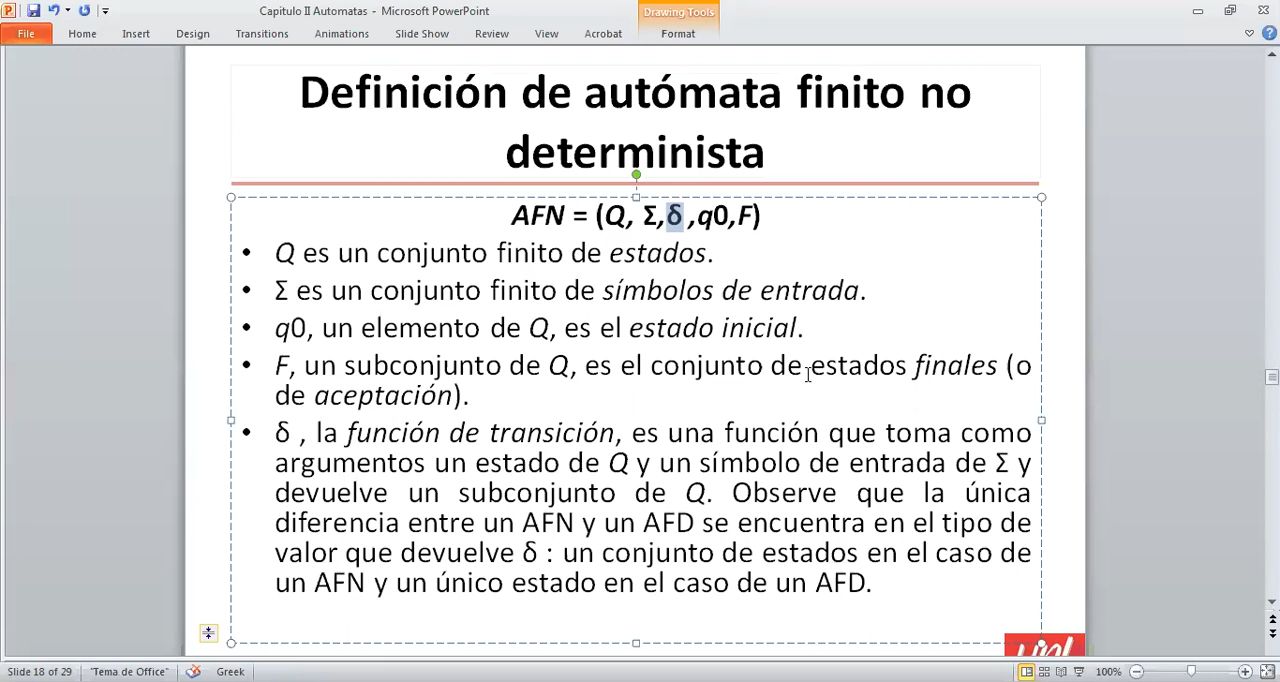 Capitulo II Automatas - Microsoft PowerPoint
Drawing Tools
File Home Insert Design Transitions Animations Slide Show Review View Acrobat Format
Definición de autómata finito no
determinista
AFN = (Q, Σ,δ ,q0,F)
• Q es un conjunto finito de estados.
• Σ es un conjunto finito de símbolos de entrada.
• q0, un elemento de Q, es el estado inicial.
• F, un subconjunto de Q, es el conjunto de estados finales (o
de aceptación).
• δ , la función de transición, es una función que toma como
argumentos un estado de Q y un símbolo de entrada de Σ y
devuelve un subconjunto de Q. Observe que la única
diferencia entre un AFN y un AFD se encuentra en el tipo de
valor que devuelve δ : un conjunto de estados en el caso de
un AFN y un único estado en el caso de un AFD.
Slide 18 of 29 "Tema de Office" Greek 100%